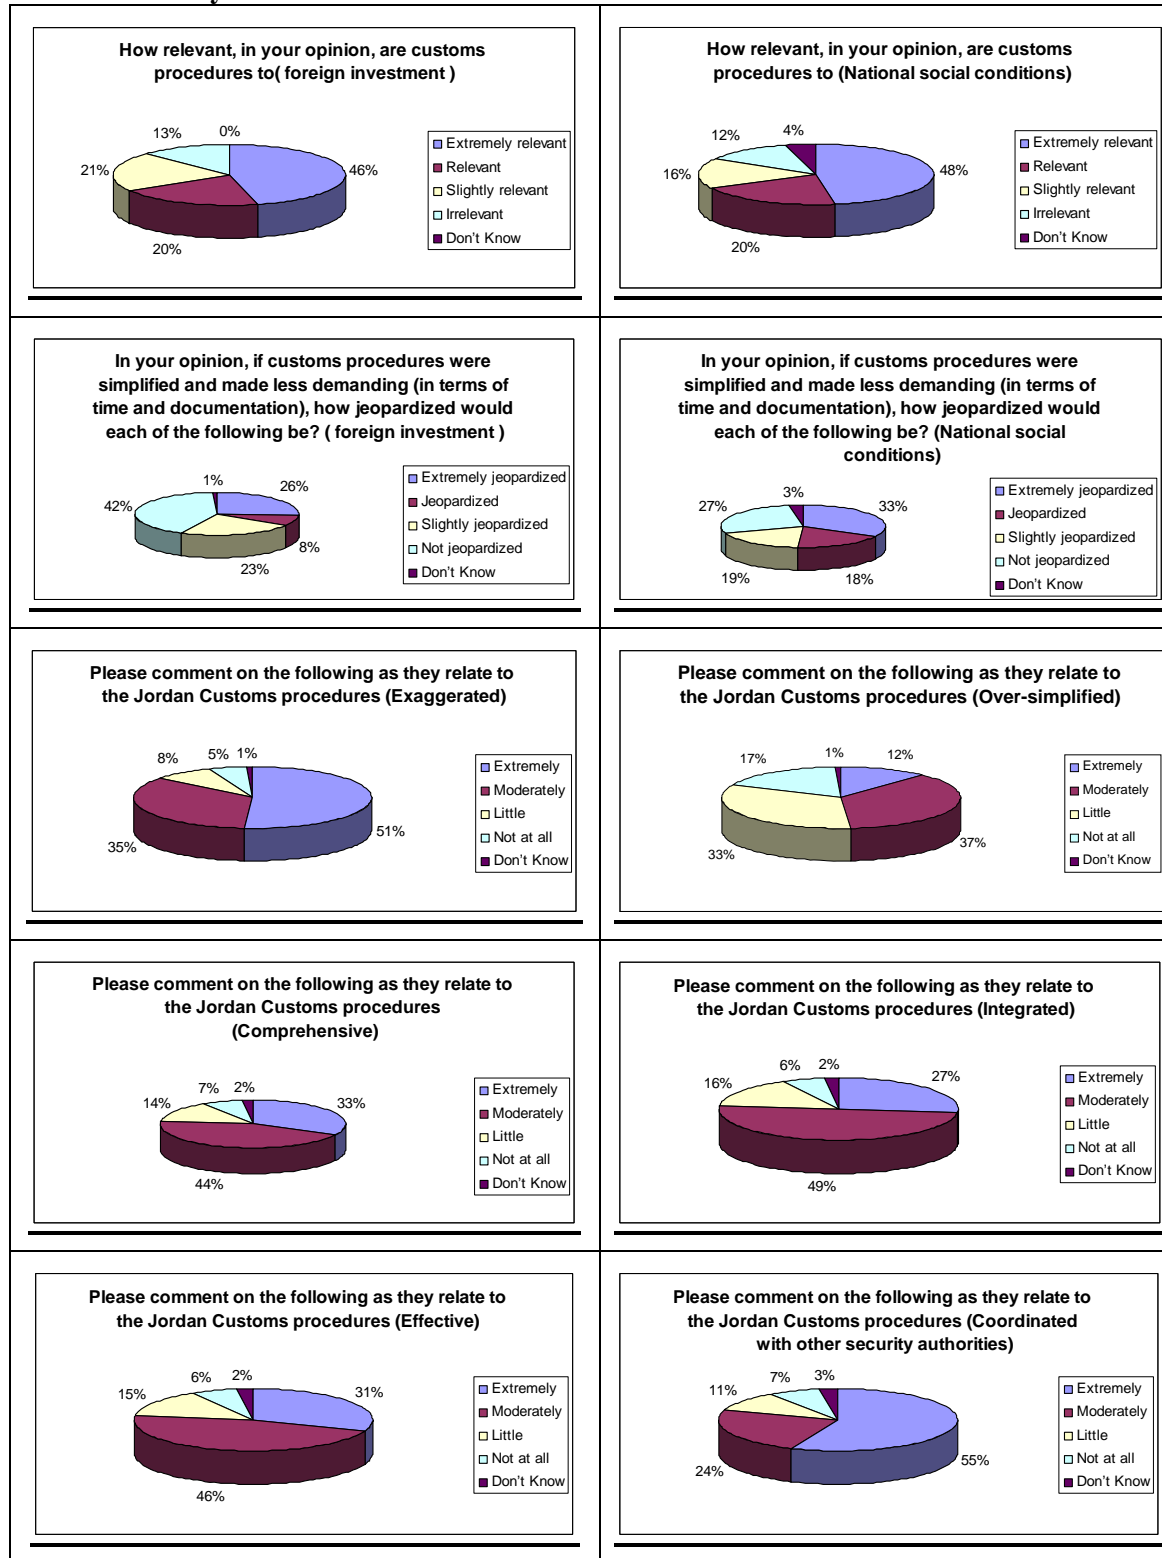 How relevant, in your opinion, are customs
procedures to( foreign investment )
13%
0%
21%
46%
20%
Extremely relevant
Relevant
Slightly relevant
Irrelevant
Don't Know
How relevant, in your opinion, are customs
procedures to (National social conditions)
12%
4%
16%
48%
20%
Extremely relevant
Relevant
Slightly relevant
Irrelevant
Don't Know
In your opinion, if customs procedures were
simplified and made less demanding (in terms of
time and documentation), how jeopardized would
each of the following be? ( foreign investment )
1%
26%
42%
8%
23%
Extremely jeopardized
Jeopardized
Slightly jeopardized
Not jeopardized
Don't Know
In your opinion, if customs procedures were
simplified and made less demanding (in terms of
time and documentation), how jeopardized would
each of the following be? (National social
conditions)
3%
27%
33%
19%
18%
Extremely jeopardized
Jeopardized
Slightly jeopardized
Not jeopardized
Don't Know
Please comment on the following as they relate to
the Jordan Customs procedures (Exaggerated)
8%
5%
1%
35%
51%
Extremely
Moderately
Little
Not at all
Don't Know
Please comment on the following as they relate to
the Jordan Customs procedures (Over-simplified)
17%
1%
12%
33%
37%
Extremely
Moderately
Little
Not at all
Don't Know
Please comment on the following as they relate to
the Jordan Customs procedures
(Comprehensive)
7%
2%
14%
33%
44%
Extremely
Moderately
Little
Not at all
Don't Know
Please comment on the following as they relate to
the Jordan Customs procedures (Integrated)
6%
2%
16%
27%
49%
Extremely
Moderately
Little
Not at all
Don't Know
Please comment on the following as they relate to
the Jordan Customs procedures (Effective)
6%
2%
15%
31%
46%
Extremely
Moderately
Little
Not at all
Don't Know
Please comment on the following as they relate to
the Jordan Customs procedures (Coordinated
with other security authorities)
7%
3%
11%
24%
55%
Extremely
Moderately
Little
Not at all
Don't Know